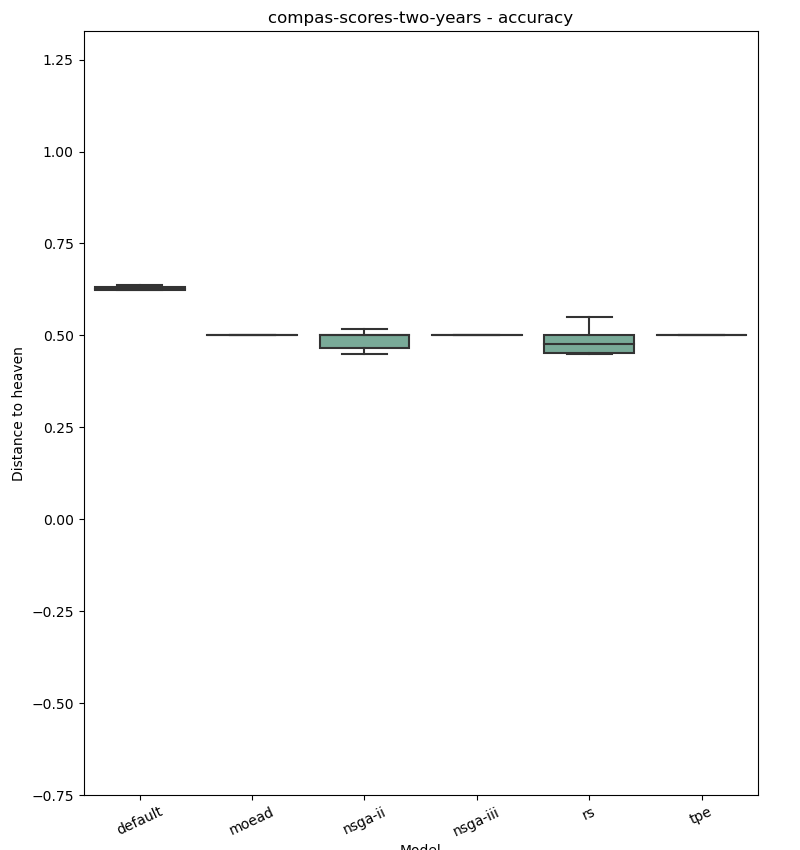 compas-scores-two-years - accuracy
1.25
1.00
0.75
0.50
0.25
0.00
−0.25
−0.50
−0.75
Distance to heaven
default
moead
nsga-ii
nsga-iii
rs
tpe
Model